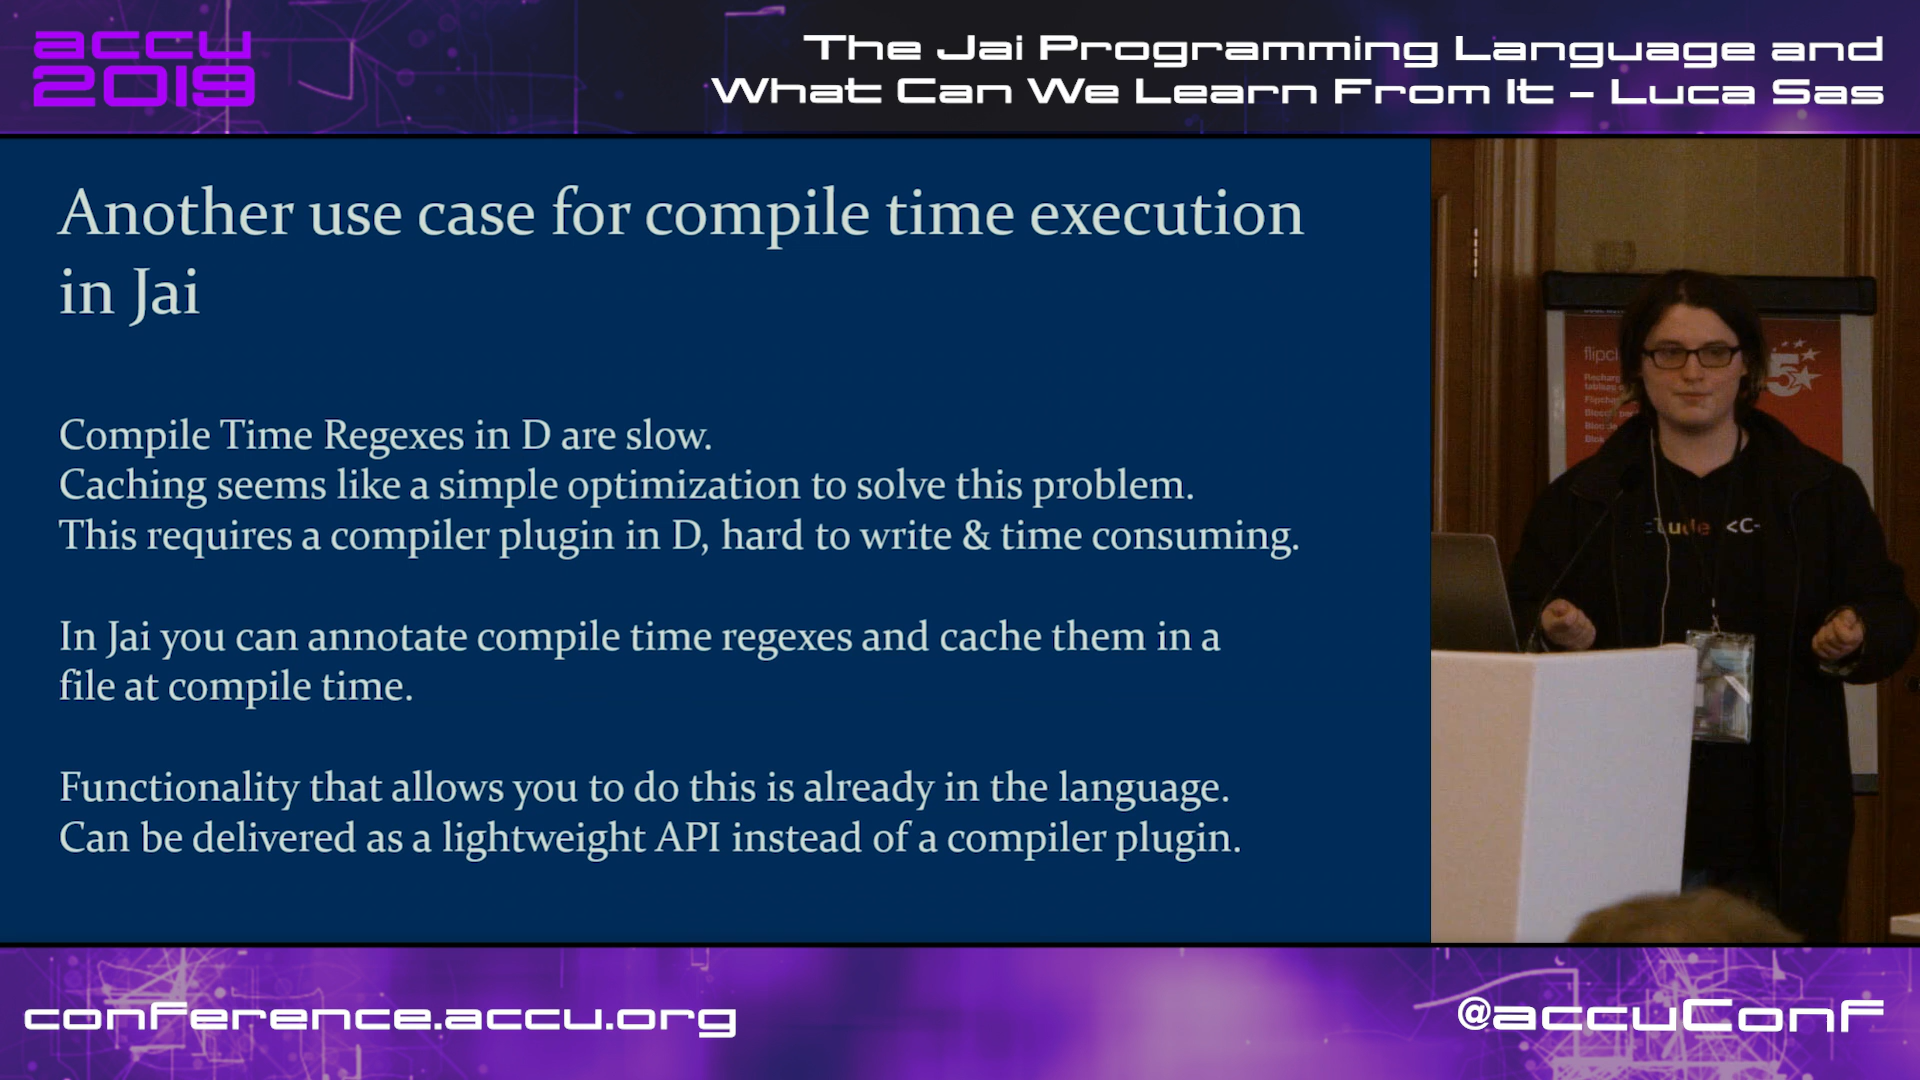 accu
2019
The Jai Programming Language and
What Can We Learn From It – Luca Sas
Another use case for compile time execution
in Jai
Compile Time Regexes in D are slow.
Caching seems like a simple optimization to solve this problem.
This requires a compiler plugin in D, hard to write & time consuming.
In Jai you can annotate compile time regexes and cache them in a
file at compile time.
Functionality that allows you to do this is already in the language.
Can be delivered as a lightweight API instead of a compiler plugin.
5
conference.accu.org
@accuConf